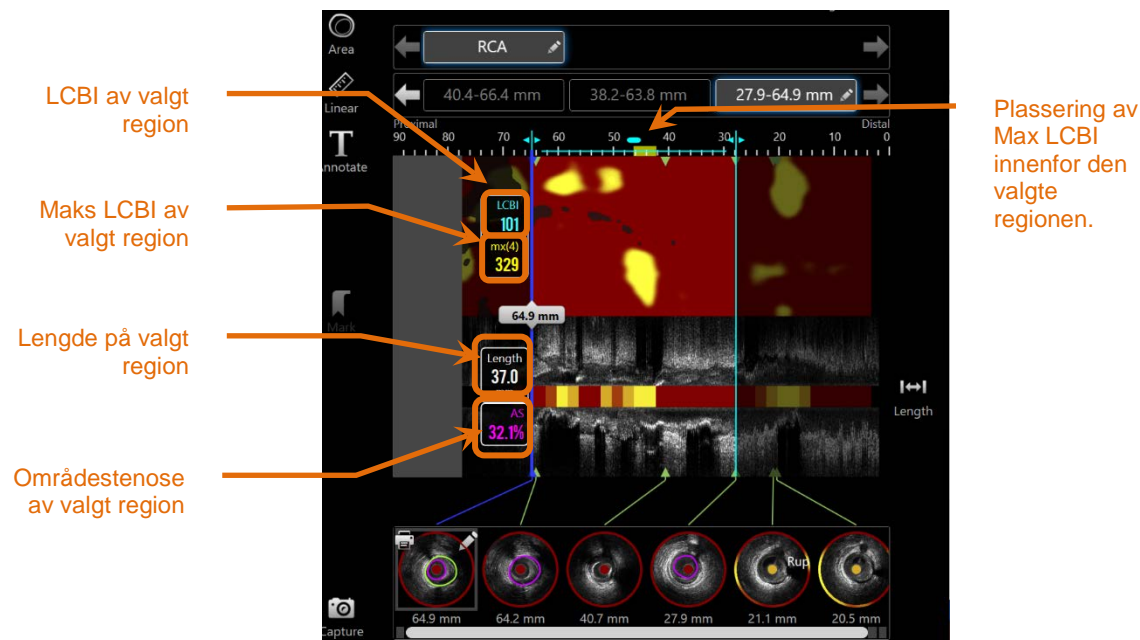 LCBI av valgt
region
Maks LCBI av
valgt region
Lengde på valgt
region
Områdestenose
av valgt region
Area
Linear
Annotate
Mark
Capture
RCA
40.4-66.4 mm
38.2-63.8 mm
27.9-64.9 mm
Proximal
Distal
90 80 70 60 50 40 30 20 10 0
LCBI
101
mx(4)
329
64.9 mm
Length
37.0
AS
32.1%
Length
Rup
64.9 mm
64.2 mm
40.7 mm
27.9 mm
21.1 mm
20.5 mm
Plassering av
Max LCBI
innenfor den
valgte
regionen.